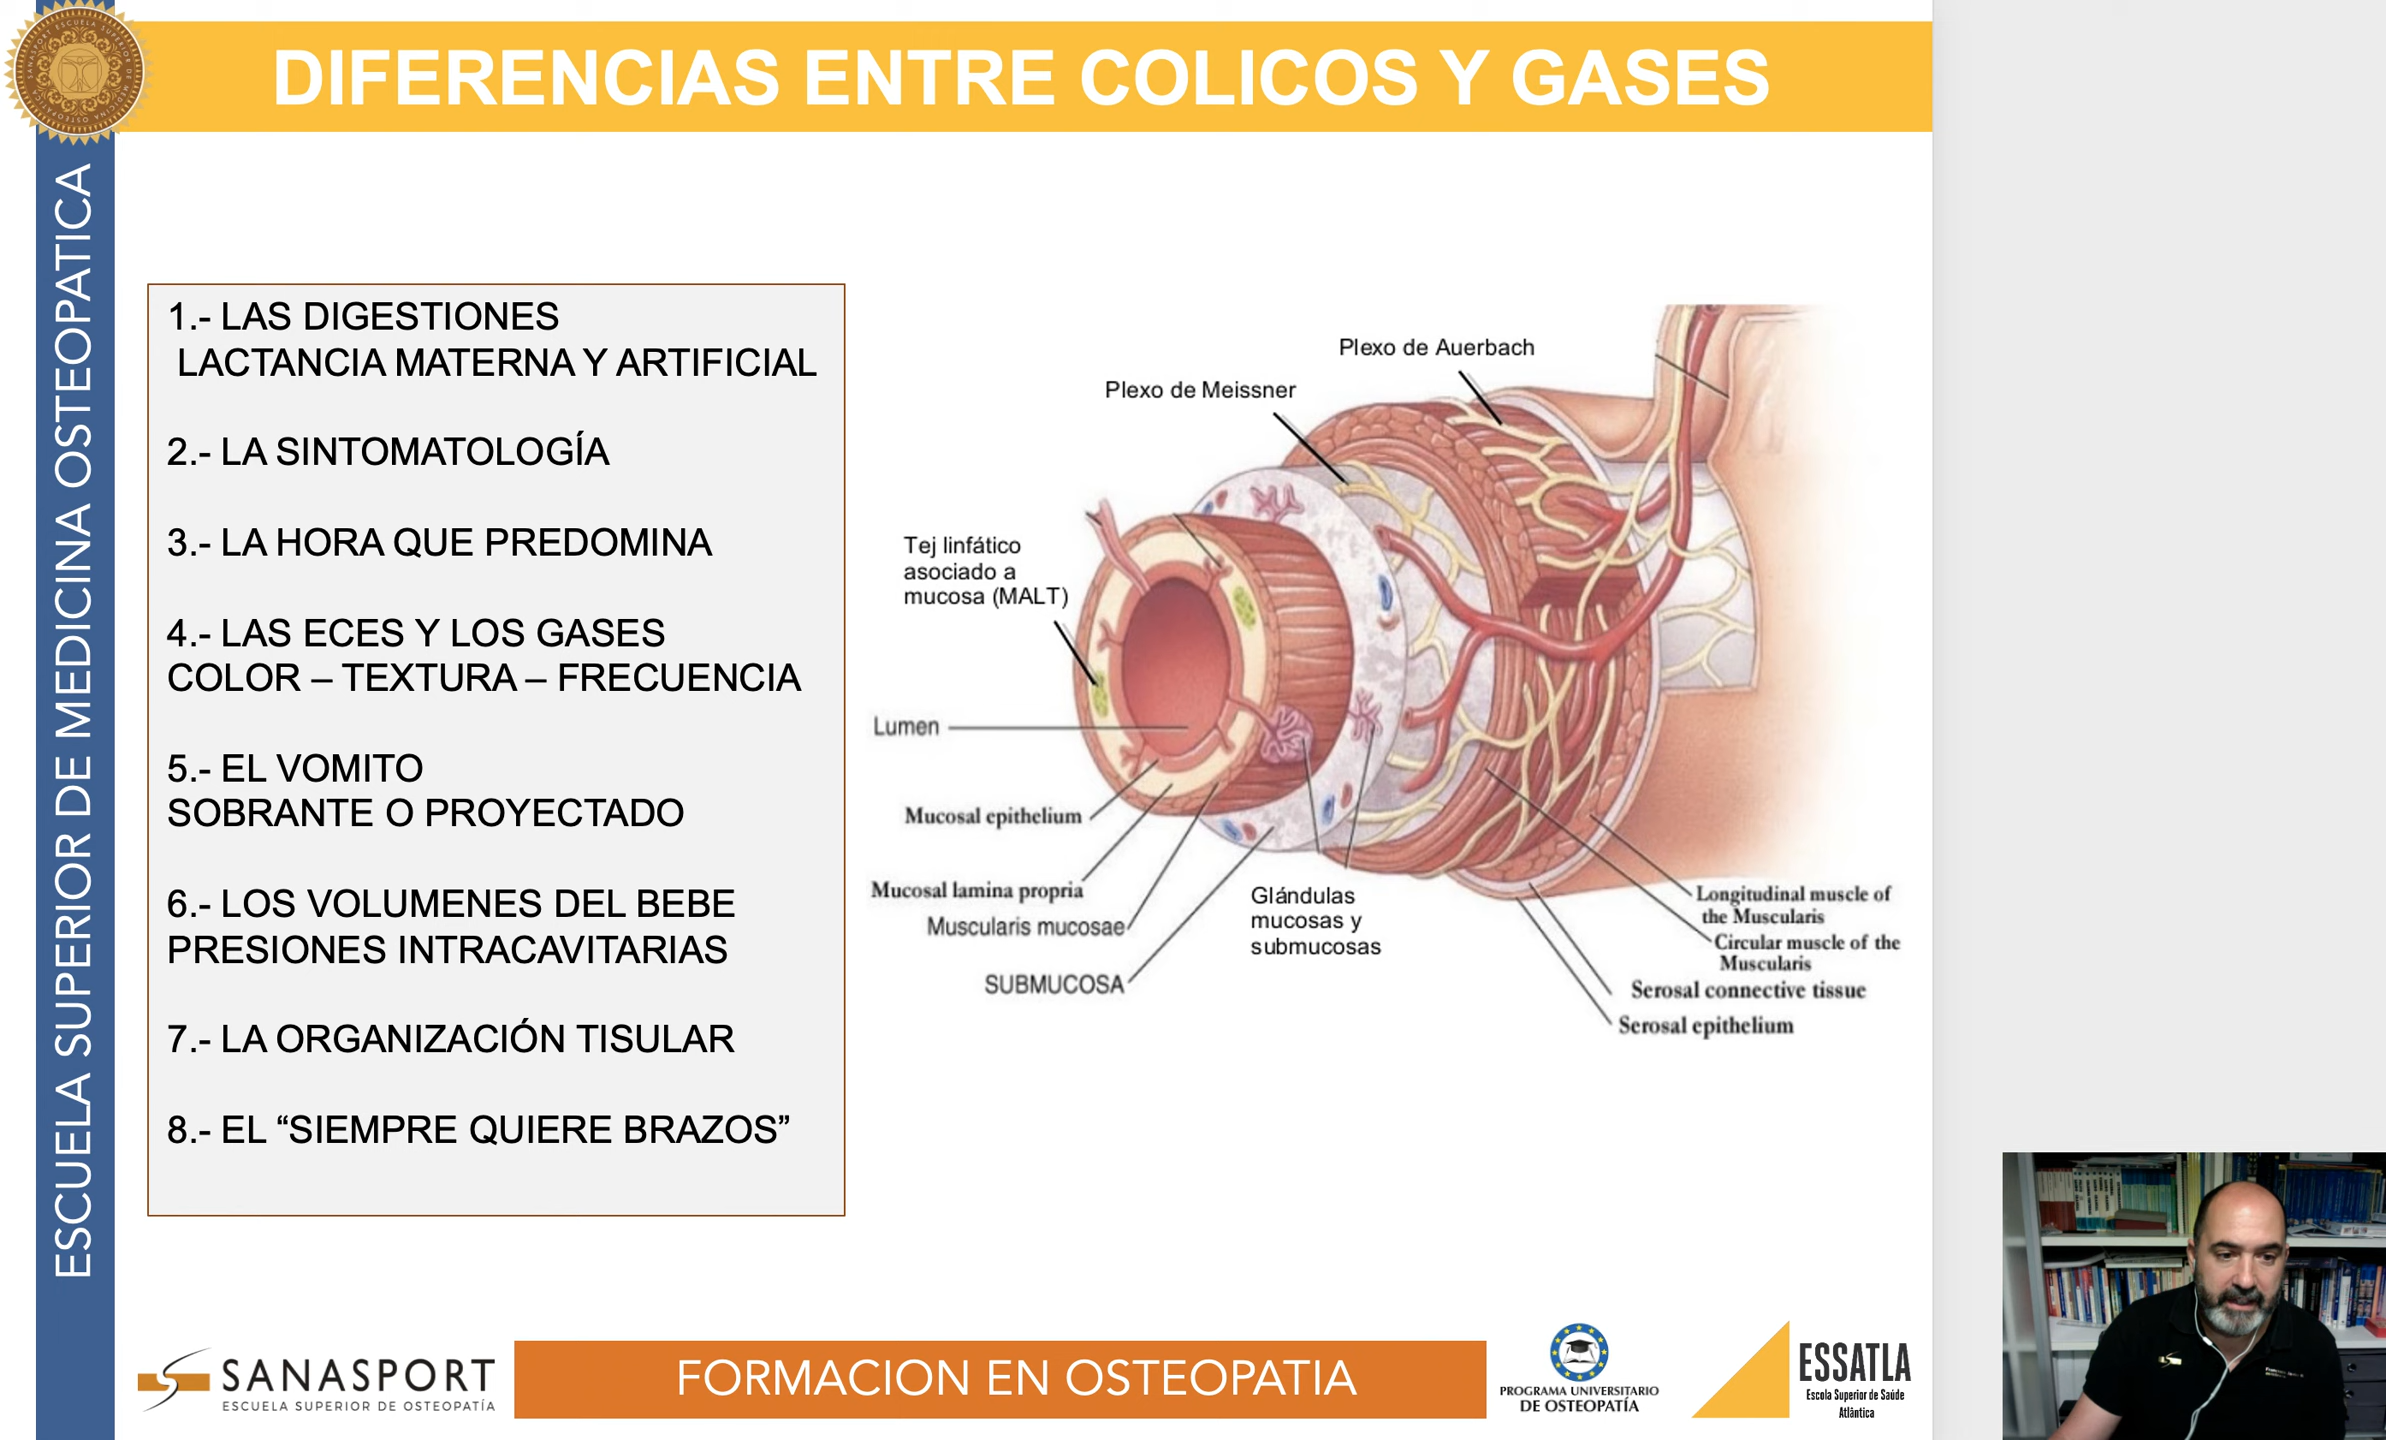 DIFERENCIAS ENTRE COLICOS Y GASES
ESCUELA SUPERIOR DE MEDICINA OSTEOPATICA
1.- LAS DIGESTIONES
LACTANCIA MATERNA Y ARTIFICIAL
2.- LA SINTOMATOLOGÍA
3.- LA HORA QUE PREDOMINA
4.- LAS ECES Y LOS GASES
COLOR – TEXTURA – FRECUENCIA
5.- EL VOMITO
SOBRANTE O PROYECTADO
6.- LOS VOLUMENES DEL BEBE
PRESIONES INTRACAVITARIAS
7.- LA ORGANIZACIÓN TISULAR
8.- EL “SIEMPRE QUIERE BRAZOS”
Plexo de Auerbach
Plexo de Meissner
Tej linfático
asociado a
mucosa (MALT)
Lumen
Mucosal epithelium
Mucosal lamina propria
Muscularis mucosae
SUBMUCOSA
Glándulas
mucosas y
submucosas
Longitudinal muscle of
the Muscularis
Circular muscle of the
Muscularis
Serosal connective tissue
Serosal epithelium
SANASPORT
ESCUELA SUPERIOR DE OSTEOPATÍA
FORMACION EN OSTEOPATIA
PROGRAMA UNIVERSITARIO
DE OSTEOPATÍA
ESSATLA
Escola Superior de Saúde
Atlântica